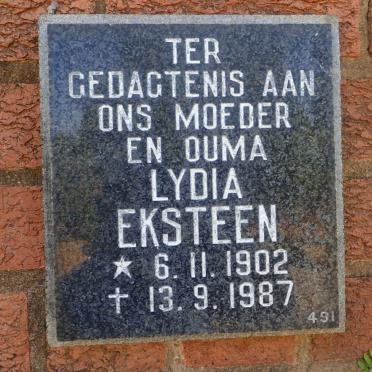 TER
GEDAGTENIS AAN
ONS MOEDER
EN OUMA
LYDIA
EKSTEEN
★ 6.11.1902
† 13.9.1987
491